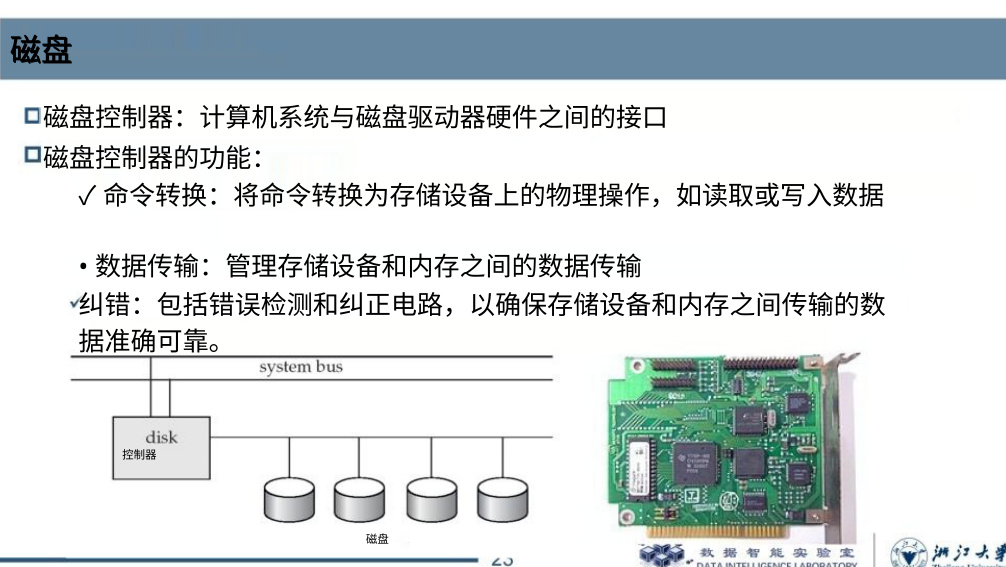 磁盘
磁盘控制器：计算机系统与磁盘驱动器硬件之间的接口
磁盘控制器的功能：
✓ 命令转换：将命令转换为存储设备上的物理操作，如读取或写入数据
• 数据传输：管理存储设备和内存之间的数据传输
✓纠错：包括错误检测和纠正电路，以确保存储设备和内存之间传输的数
据准确可靠。
system bus
disk
控制器
磁盘
数据智能实验室
DATA INTELLIGENCE LABORATORY
浙江大学